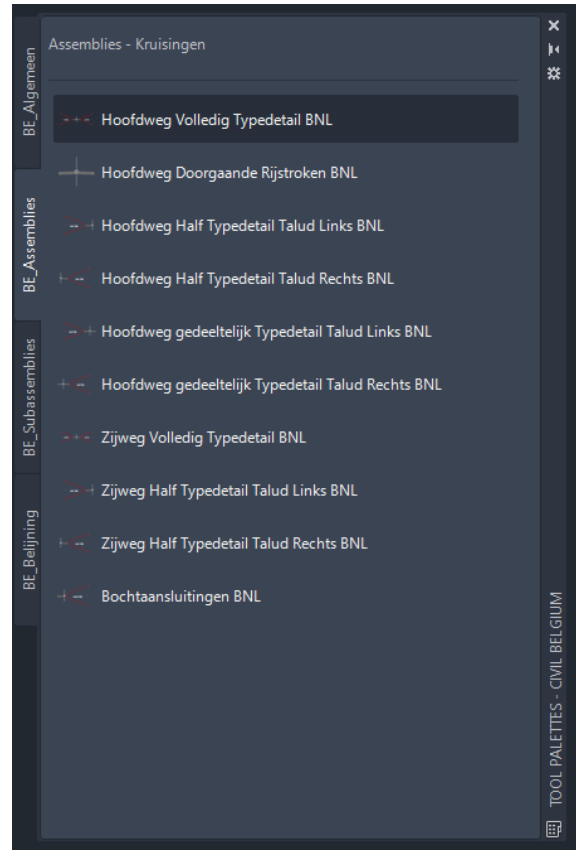 Assemblies - Kruisingen
Hoofdweg Volledig Typedetail BNL
Hoofdweg Doorgaande Rijstroken BNL
Hoofdweg Half Typedetail Talud Links BNL
Hoofdweg Half Typedetail Talud Rechts BNL
Hoofdweg gedeeltelijk Typedetail Talud Links BNL
Hoofdweg gedeeltelijk Typedetail Talud Rechts BNL
Zijweg Volledig Typedetail BNL
Zijweg Half Typedetail Talud Links BNL
Zijweg Half Typedetail Talud Rechts BNL
Bochtaansluitingen BNL
BE_Algemeen
BE_Assemblies
BE_Subassemblies
BE_Belijning
TOOL PALETTES - CIVIL BELGIUM